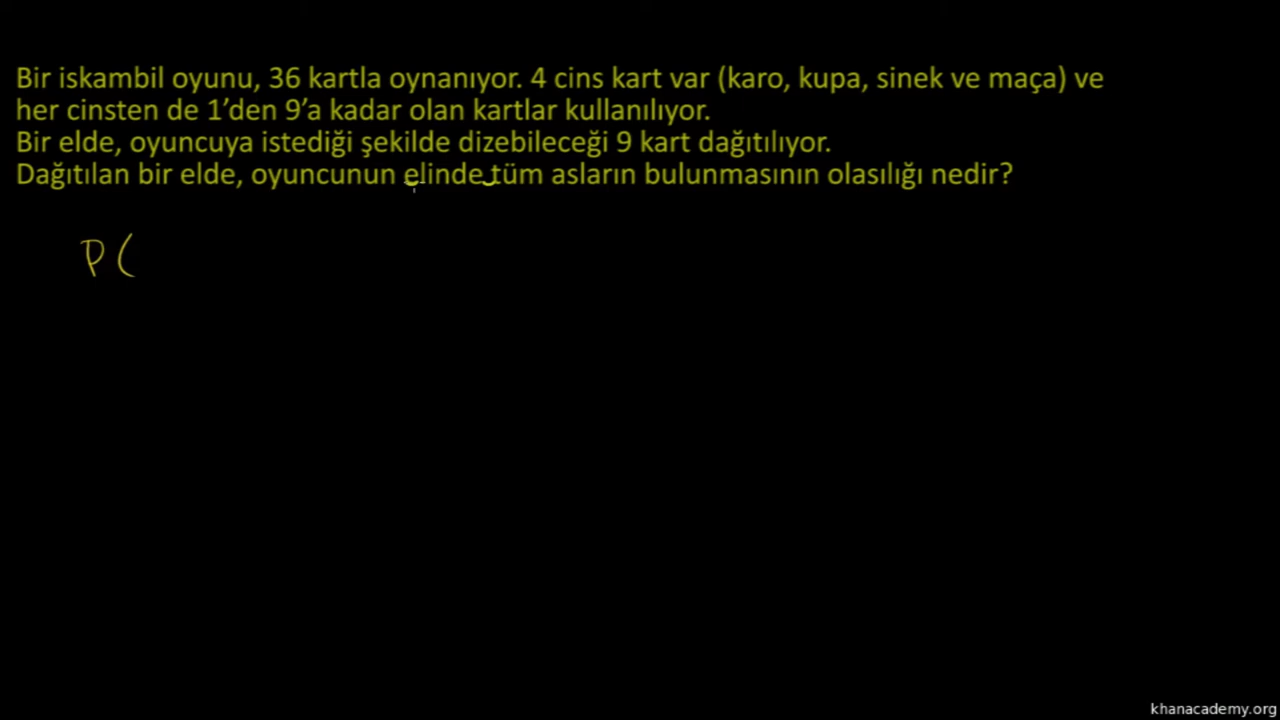 Bir iskambil oyunu, 36 kartla oynanıyor. 4 cins kart var (karo, kupa, sinek ve maça) ve
her cinsten de 1’den 9’a kadar olan kartlar kullanılıyor.
Bir elde, oyuncuya istediği şekilde dizebileceği 9 kart dağıtılıyor.
Dağıtılan bir elde, oyuncunun elinde tüm asların bulunmasının olasılığı nedir?
P(
khanacademy.org